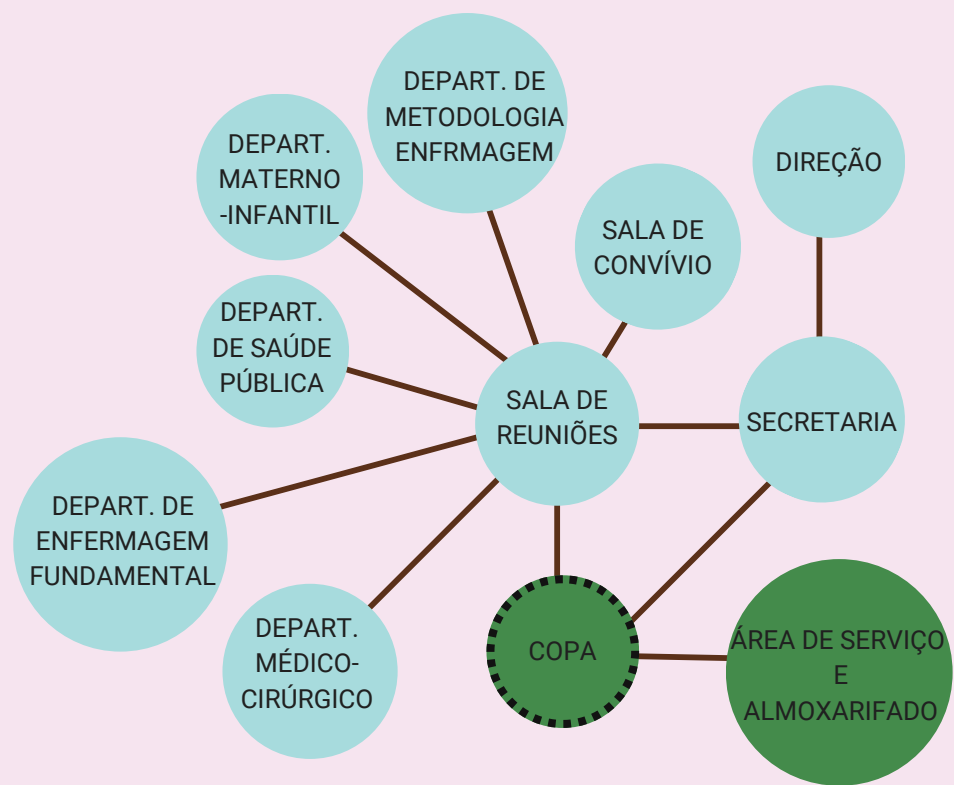 DEPART. DE
METODOLOGIA
ENFRMAGEM
DEPART.
MATERNO
-INFANTIL
DIREÇÃO
SALA DE
CONVÍVIO
DEPART.
DE SAÚDE
PÚBLICA
SALA DE
REUNIÕES
SECRETARIA
DEPART. DE
ENFERMAGEM
FUNDAMENTAL
DEPART.
MÉDICO-
CIRÚRGICO
COPA
ÁREA DE SERVIÇO
E
ALMOXARIFADO